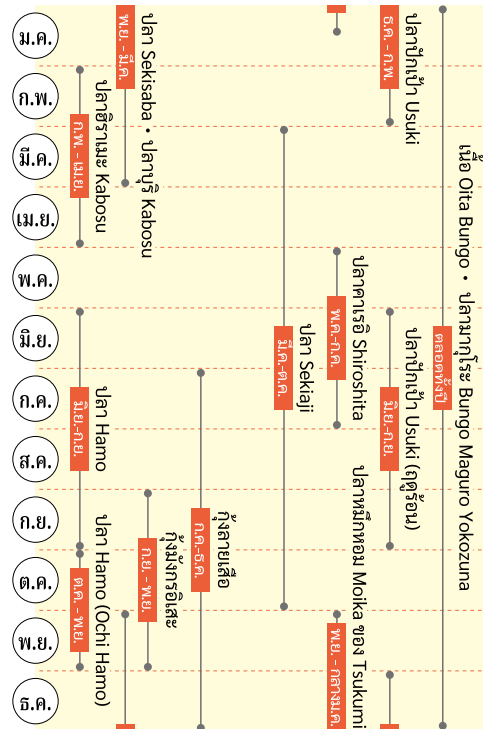 ม.ค.
ก.พ.
มี.ค.
เม.ย.
พ.ค.
มิ.ย.
ก.ค.
ส.ค.
ก.ย.
ต.ค.
พ.ย.
ธ.ค.
เนื้อ Oita Bungo • ปลามากุโระ Bungo Maguro Yokozuna
ตลอดทั้งปี
ปลาปักเป้า Usuki
ธ.ค. - ก.พ.
ปลาปักเป้า Usuki (ฤดูร้อน)
มิ.ย.-ก.ย.
ปลาคาเรอิ Shiroshita
พ.ค.-ก.ค.
ปลาหมึกหอม Moika ของ Tsukumi
พ.ย. - กลางม.ค.
ปลา Sekiaji
มี.ค.-ต.ค.
กุ้งลายเสือ
ก.ค.-ธ.ค.
กุ้งมังกรอิเสะ
ก.ย. - พ.ย.
ปลา Sekisaba • ปลาบุริ Kabosu
พ.ย. - มี.ค.
ปลาฮิราเมะ Kabosu
ก.พ. - เม.ย.
ปลา Hamo
มิ.ย.-ก.ย.
ปลา Hamo (Ochi Hamo)
ต.ค. - พ.ย.